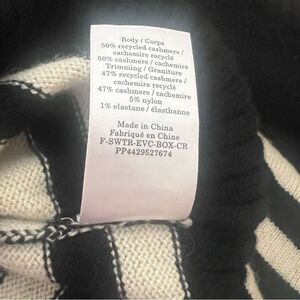 Body / Corps
50% recycled cashmere /
cachemire recyclé
50% cashmere / cachemire
Trimming / Garniture
47% recycled cashmere /
cachemire recyclé
47% cashmere / cachemire
5% nylon
1% elastane / élasthanne
Made in China
Fabriqué en Chine
F-SWTR-EVC-BOX-CR
PP4429527674